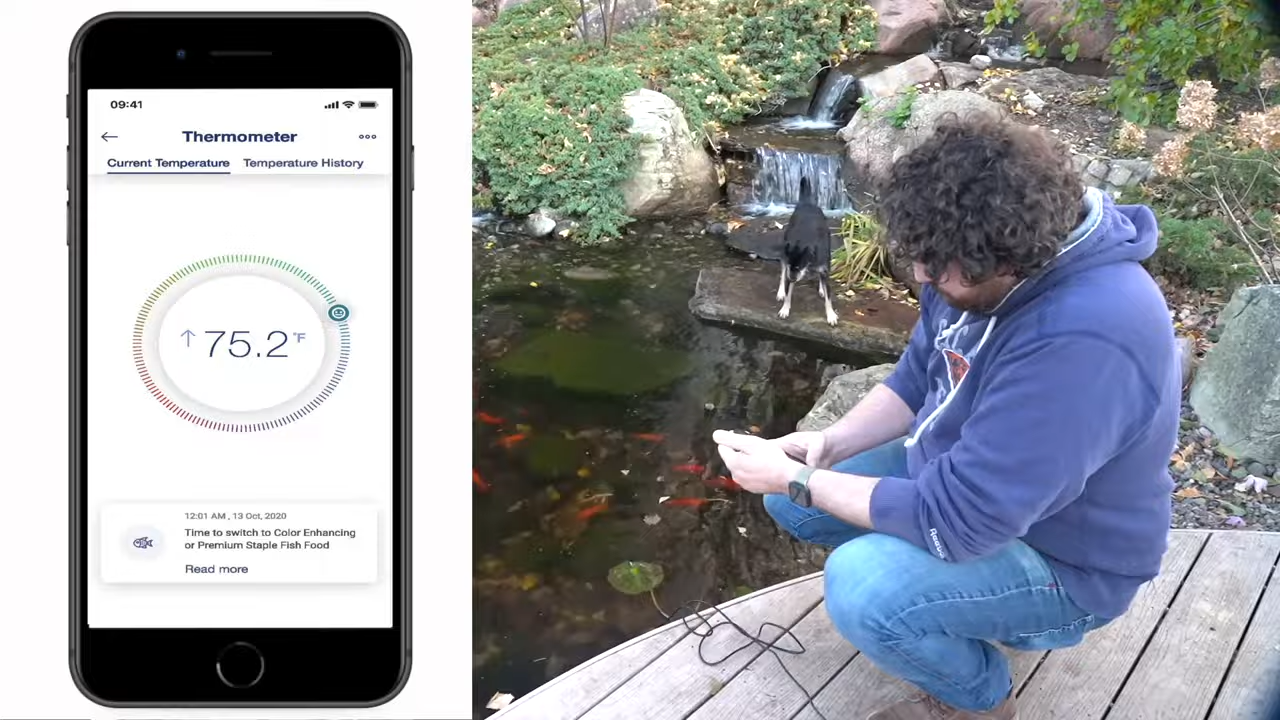 09:41
Thermometer
Current Temperature Temperature History
↑ 75.2 °F
12:01 AM , 13 Oct, 2020
Time to switch to Color Enhancing
or Premium Staple Fish Food
Read more
Reebok